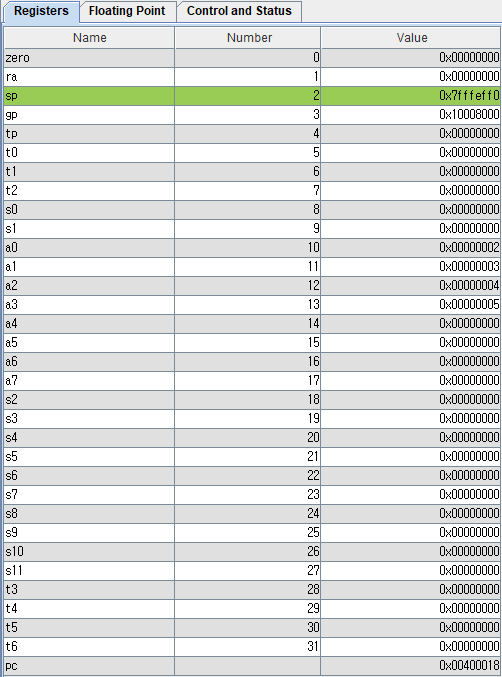 Registers Floating Point Control and Status
Name Number Value
zero 0 0x00000000
ra 1 0x00000000
sp 2 0x7fffeff0
gp 3 0x10008000
tp 4 0x00000000
t0 5 0x00000000
t1 6 0x00000000
t2 7 0x00000000
s0 8 0x00000000
s1 9 0x00000000
a0 10 0x00000002
a1 11 0x00000003
a2 12 0x00000004
a3 13 0x00000005
a4 14 0x00000000
a5 15 0x00000000
a6 16 0x00000000
a7 17 0x00000000
s2 18 0x00000000
s3 19 0x00000000
s4 20 0x00000000
s5 21 0x00000000
s6 22 0x00000000
s7 23 0x00000000
s8 24 0x00000000
s9 25 0x00000000
s10 26 0x00000000
s11 27 0x00000000
t3 28 0x00000000
t4 29 0x00000000
t5 30 0x00000000
t6 31 0x00000000
pc 0x00400018